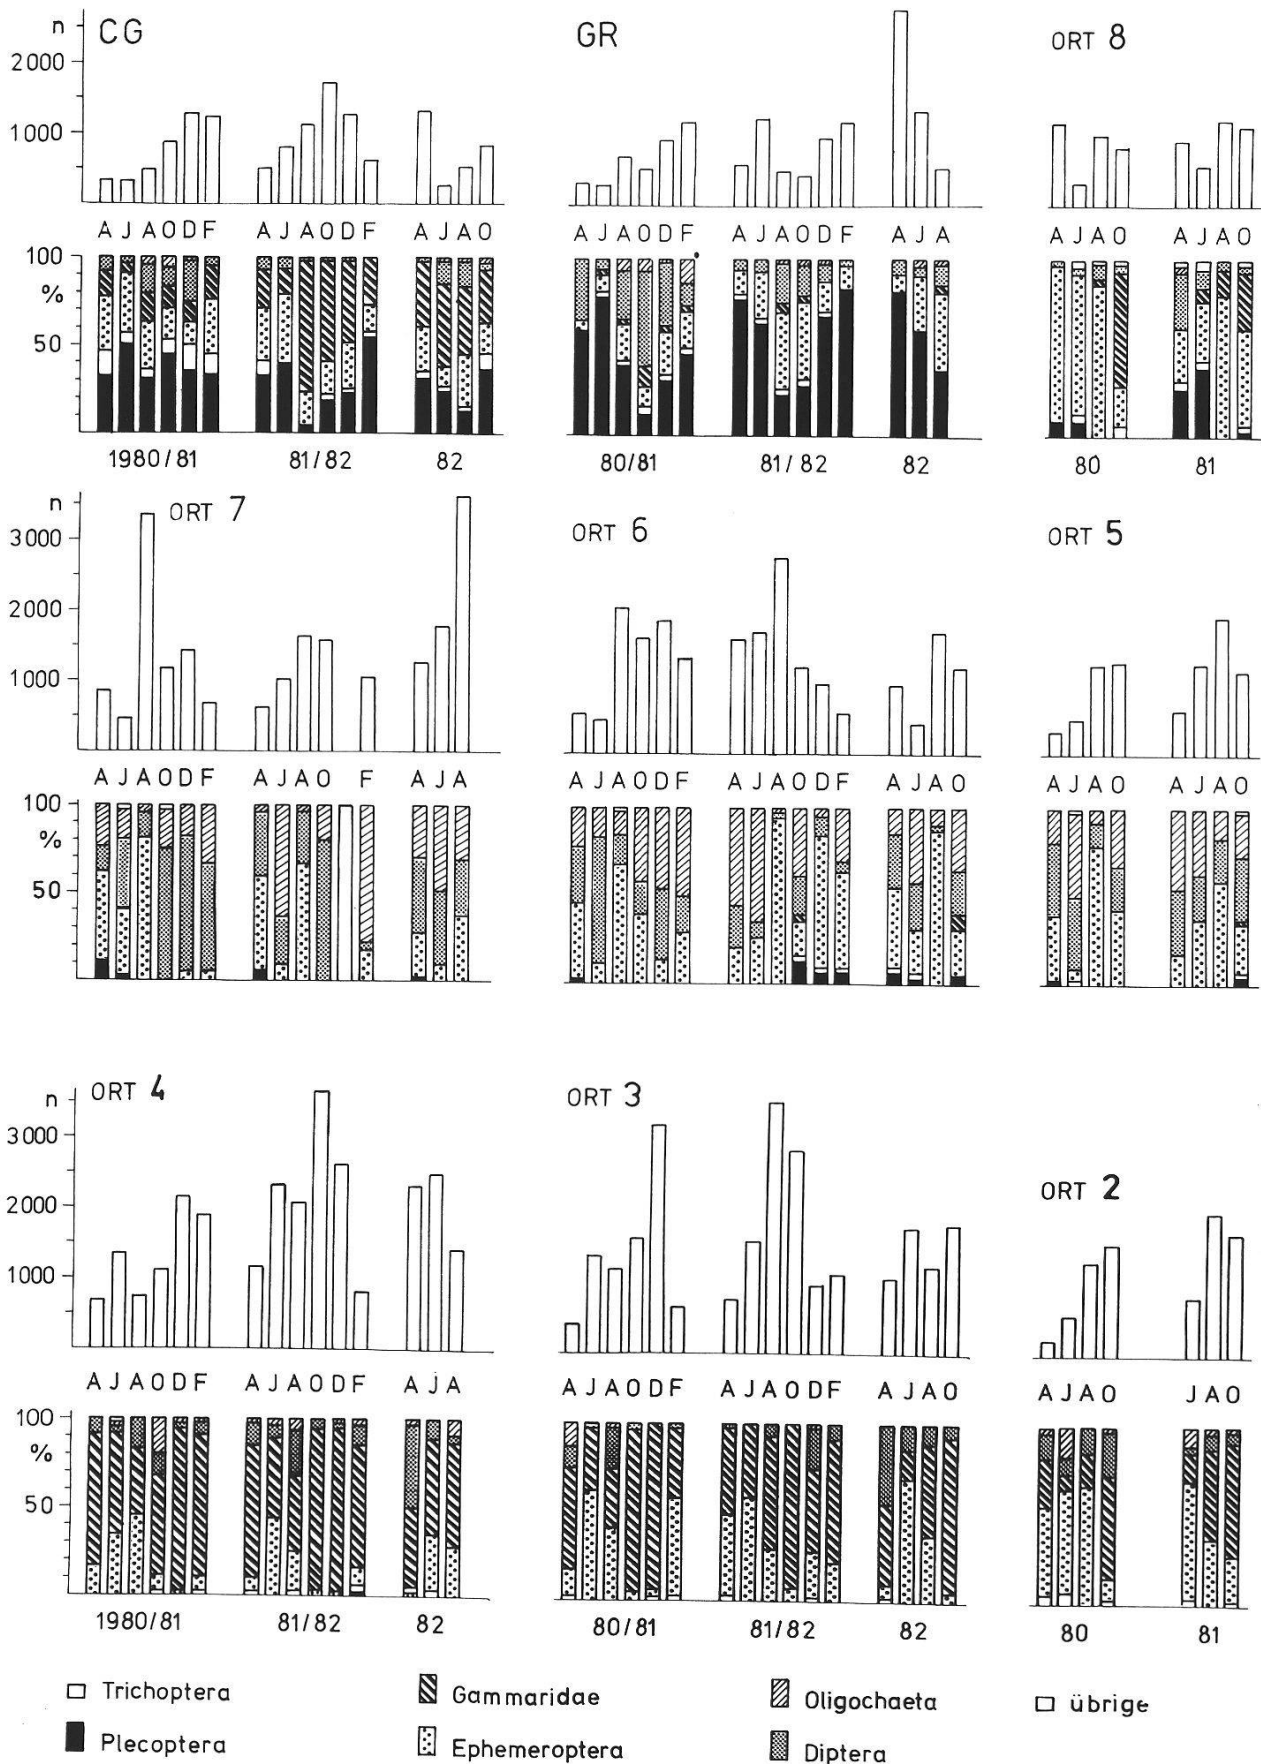 n CG GR ORT 8
2000
1000
A J A O D F A J A O D F A J A O A J A O D F A J A O D F A J A A J A O A J A O
100
%
50
1980/81 81/82 82 80/81 81/82 82 80 81
n ORT 7 ORT 6 ORT 5
3000
2000
1000
A J A O D F A J A O F A J A A J A O D F A J A O D F A J A O A J A O A J A O
100
%
50
n ORT 4 ORT 3 ORT 2
3000
2000
1000
A J A O D F A J A O D F A J A A J A O D F A J A O D F A J A O A J A O J A O
100
%
50
1980/81 81/82 82 80/81 81/82 82 80 81
Trichoptera Gammaridae Oligochaeta übrige
Plecoptera Ephemeroptera Diptera